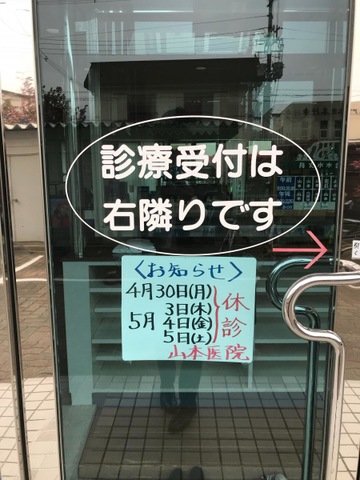 診療受付は
右隣りです
〈お知らせ〉
4月30日(月)
3日(木)
5月 4日(金)
5日(土)
休診
山本医院